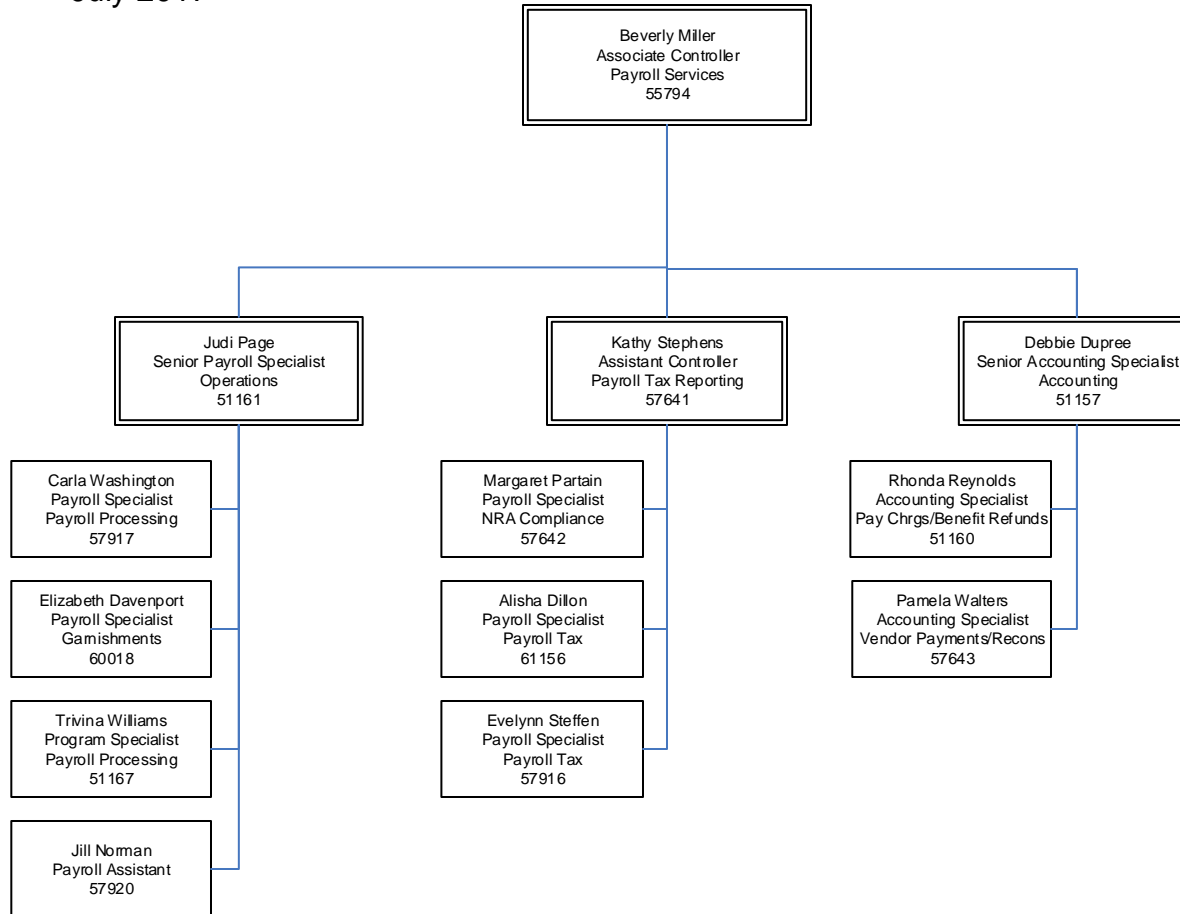 Beverly Miller
Associate Controller
Payroll Services
55794
Judi Page
Senior Payroll Specialist
Operations
51161
Kathy Stephens
Assistant Controller
Payroll Tax Reporting
57641
Debbie Dupree
Senior Accounting Specialist
Accounting
51157
Carla Washington
Payroll Specialist
Payroll Processing
57917
Margaret Partain
Payroll Specialist
NRA Compliance
57642
Rhonda Reynolds
Accounting Specialist
Pay Chrgs/Benefit Refunds
51160
Elizabeth Davenport
Payroll Specialist
Garnishments
60018
Alisha Dillon
Payroll Specialist
Payroll Tax
61156
Pamela Walters
Accounting Specialist
Vendor Payments/Recons
57643
Trivina Williams
Program Specialist
Payroll Processing
51167
Evelynn Steffen
Payroll Specialist
Payroll Tax
57916
Jill Norman
Payroll Assistant
57920